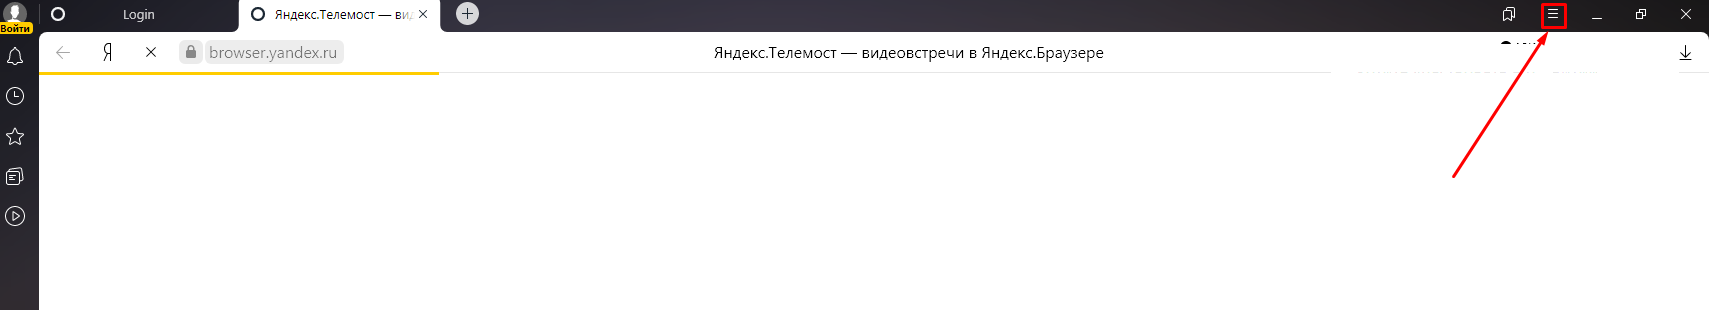 Login
Яндекс.Телемост — ви
Войти
Я
browser.yandex.ru
Яндекс.Телемост — видеовстречи в Яндекс.Браузере